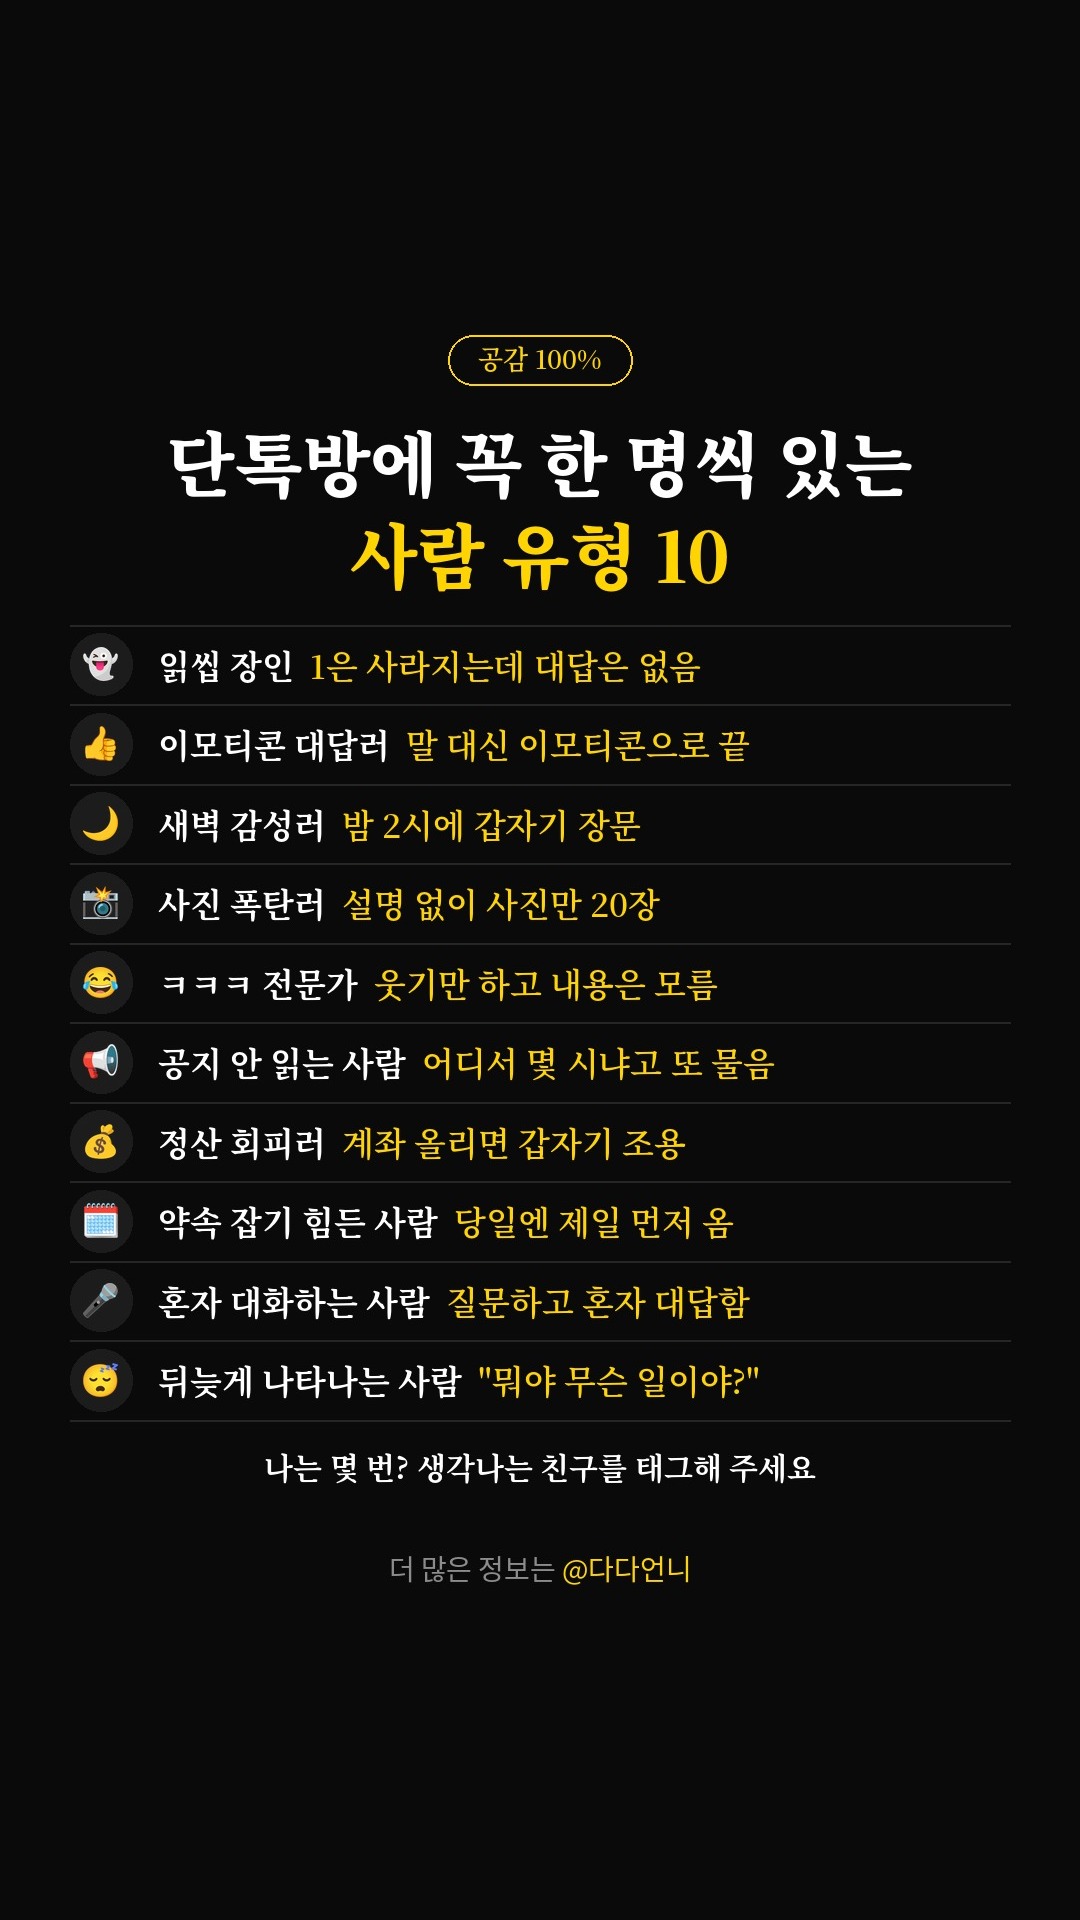 공감 100%
단톡방에 꼭 한 명씩 있는
사람 유형 10
읽씹 장인 1은 사라지는데 대답은 없음
이모티콘 대답러 말 대신 이모티콘으로 끝
새벽 감성러 밤 2시에 갑자기 장문
사진 폭탄러 설명 없이 사진만 20장
ㅋㅋㅋ 전문가 웃기만 하고 내용은 모름
공지 안 읽는 사람 어디서 몇 시냐고 또 물음
정산 회피러 계좌 올리면 갑자기 조용
약속 잡기 힘든 사람 당일엔 제일 먼저 옴
혼자 대화하는 사람 질문하고 혼자 대답함
뒤늦게 나타나는 사람 "뭐야 무슨 일이야?"
나는 몇 번? 생각나는 친구를 태그해 주세요
더 많은 정보는 @다다언니